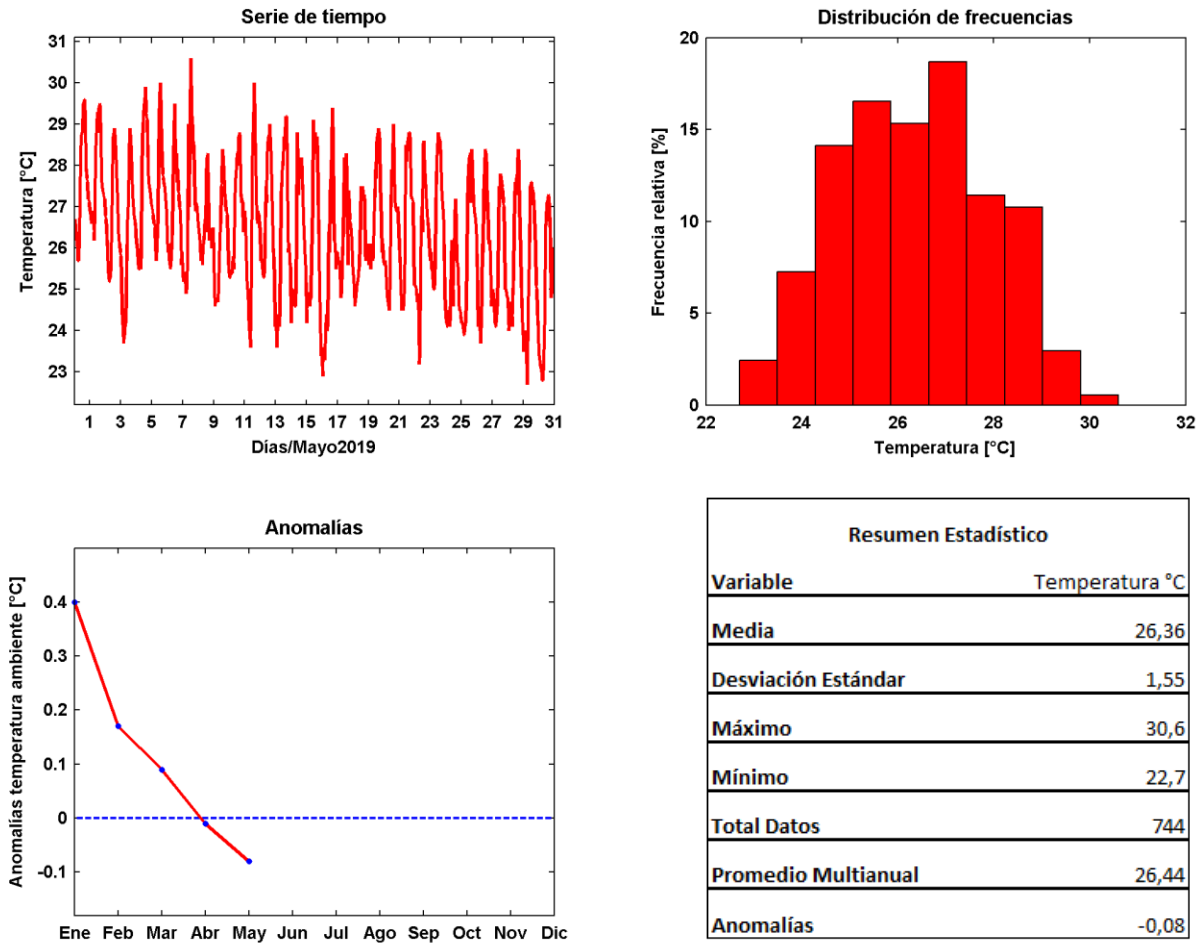 Serie de tiempo
31
30
29
28
27
26
25
24
23
Temperatura [°C]
1 3 5 7 9 11 13 15 17 19 21 23 25 27 29 31
Días/Mayo2019
Distribución de frecuencias
20
15
10
5
0
Frecuencia relativa [%]
22 24 26 28 30 32
Temperatura [°C]
Anomalías
0.4
0.3
0.2
0.1
0
-0.1
Anomalías temperatura ambiente [°C]
Ene Feb Mar Abr May Jun Jul Ago Sep Oct Nov Dic
Resumen Estadístico
Variable Temperatura °C
Media 26,36
Desviación Estándar 1,55
Máximo 30,6
Mínimo 22,7
Total Datos 744
Promedio Multianual 26,44
Anomalías -0,08